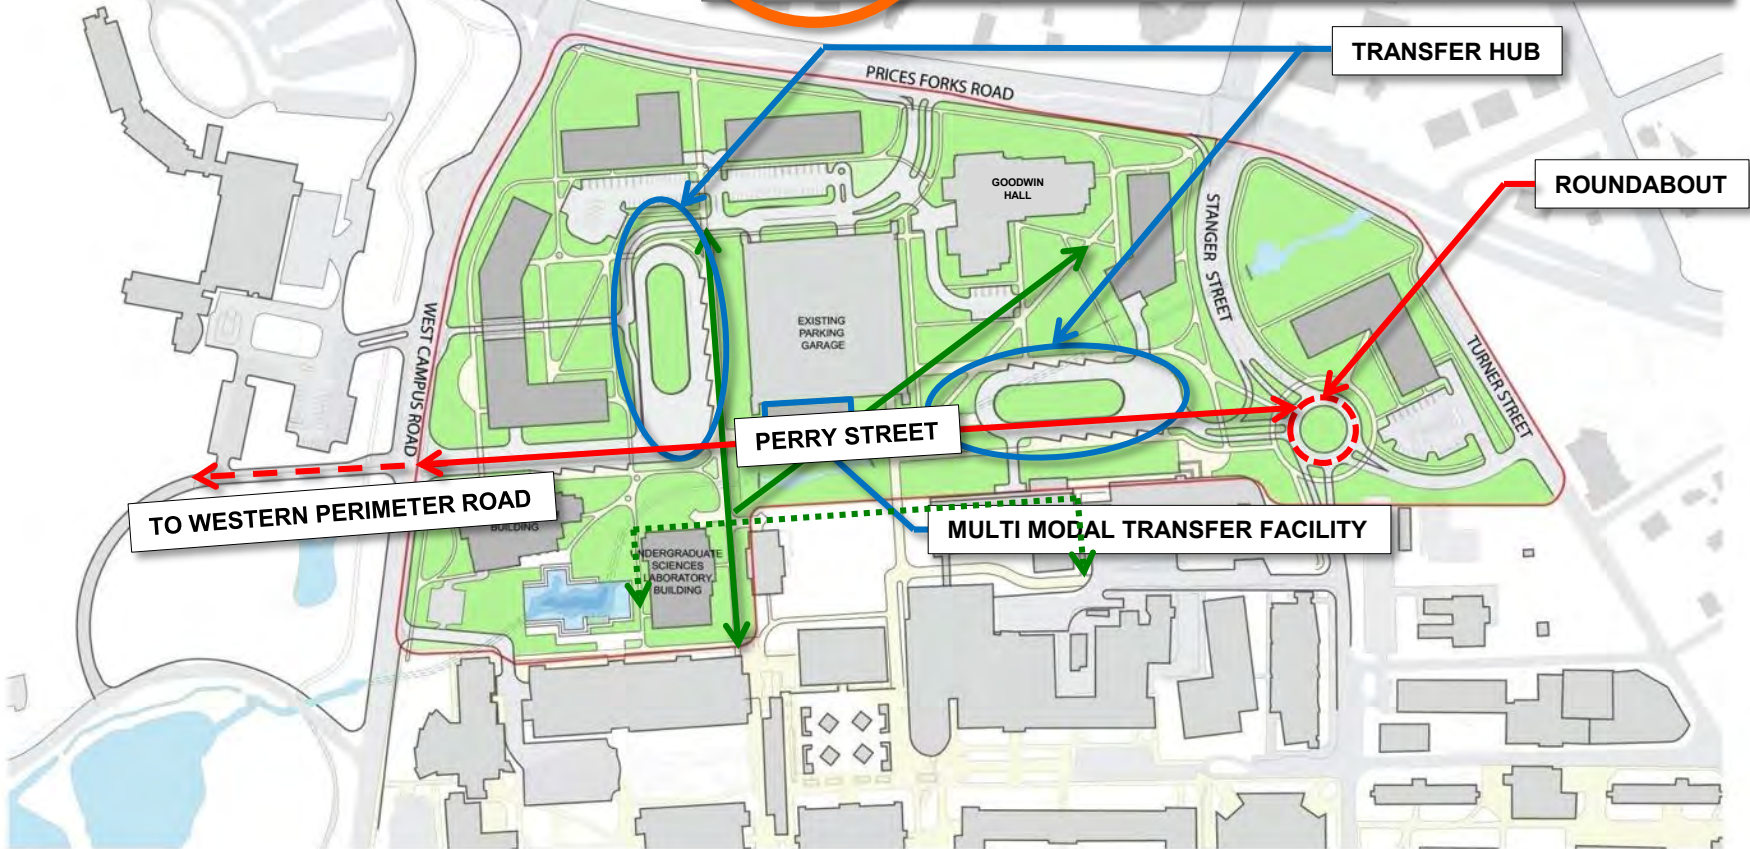 TRANSFER HUB
PRICES FORKS ROAD
ROUNDABOUT
GOODWIN
HALL
STANGER STREET
EXISTING
PARKING
GARAGE
WEST CAMPUS ROAD
TURNER STREET
PERRY STREET
TO WESTERN PERIMETER ROAD
BUILDING
MULTI MODAL TRANSFER FACILITY
UNDERGRADUATE
SCIENCES
LABORATORY
BUILDING